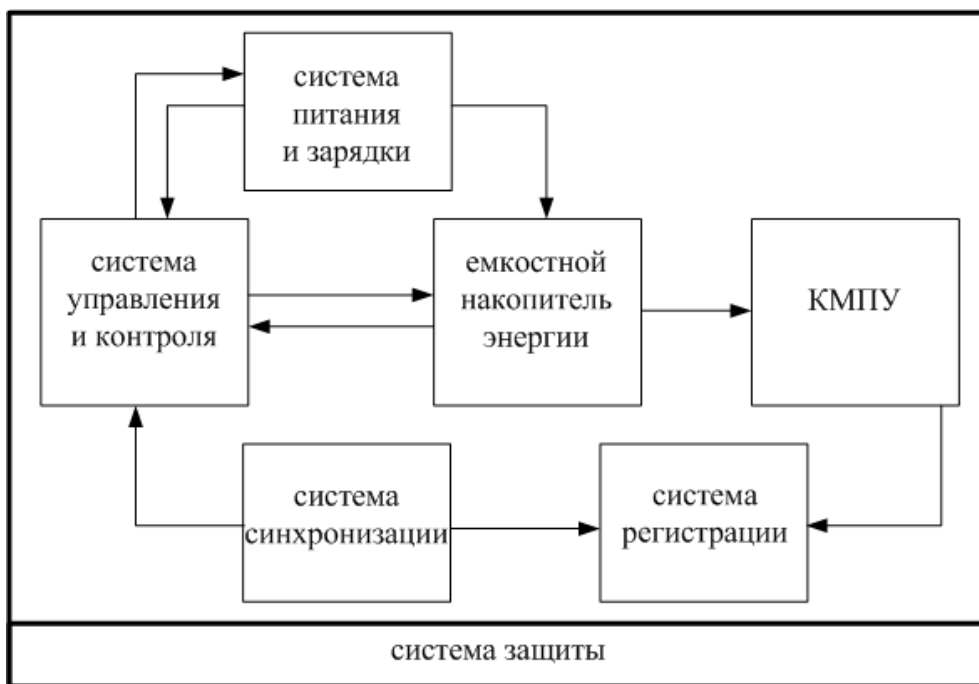 система
питания
и зарядки
система
управления
и контроля
емкостной
накопитель
энергии
КМПУ
система
синхронизации
система
регистрации
система защиты